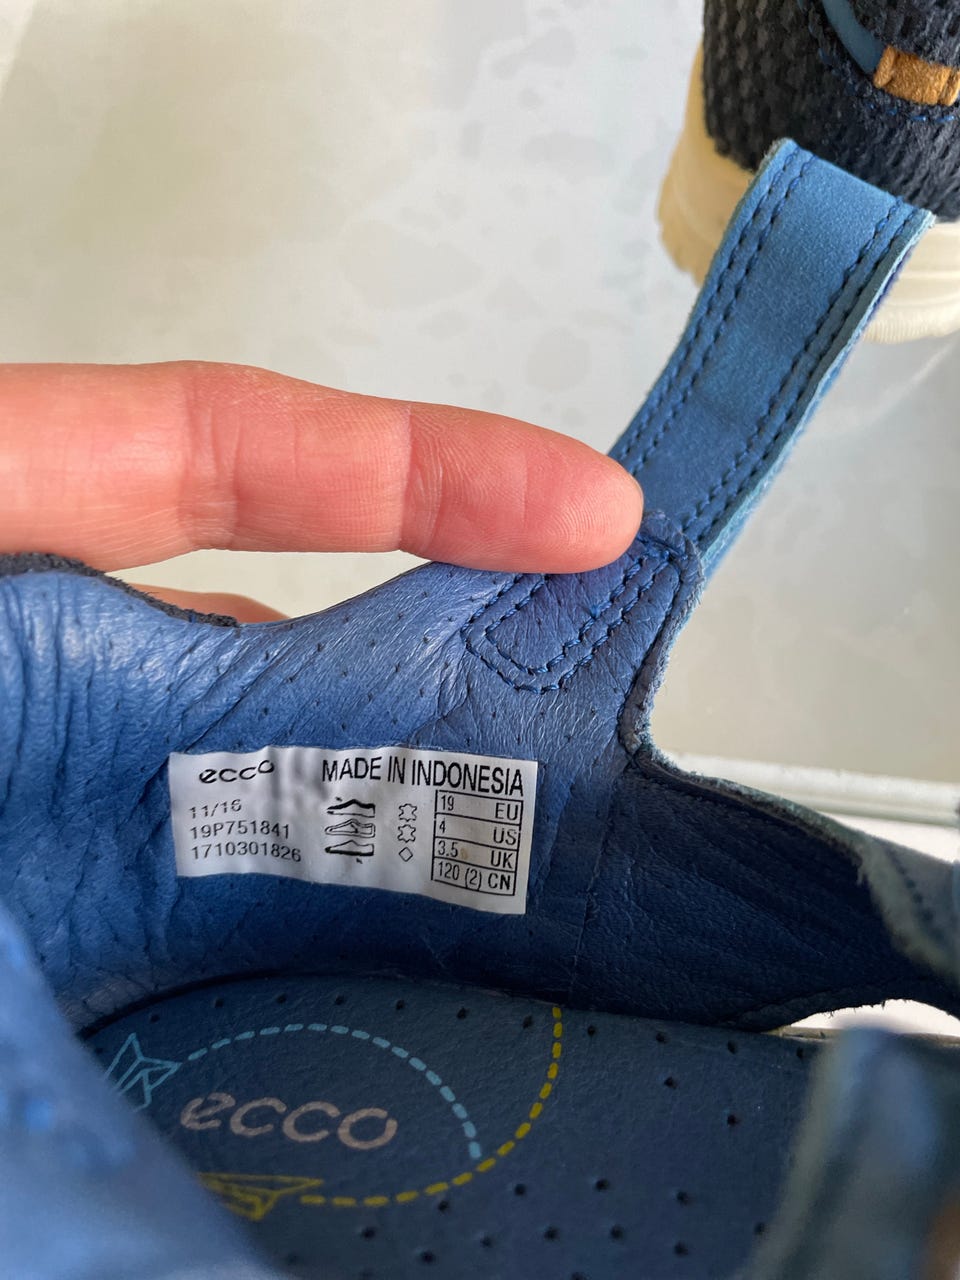 ecco
MADE IN INDONESIA
11/16
19P751841
1710301826
19 EU
4 US
3.5 UK
120 (2) CN
ecco